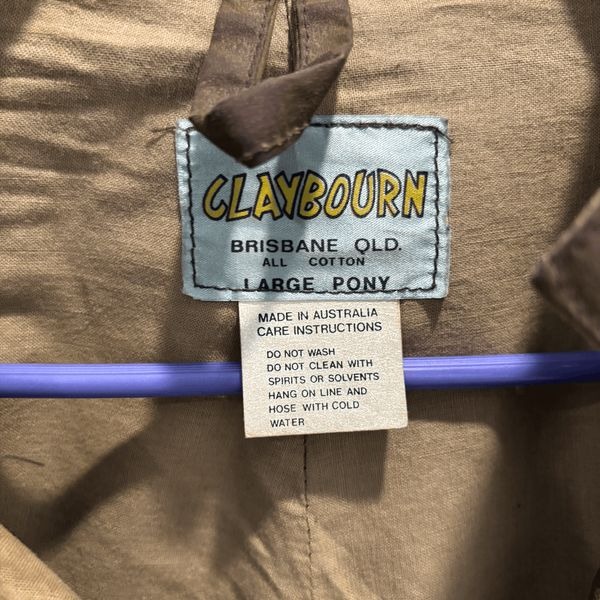 CLAYBOURN
BRISBANE QLD.
ALL COTTON
LARGE PONY
MADE IN AUSTRALIA
CARE INSTRUCTIONS
DO NOT WASH
DO NOT CLEAN WITH
SPIRITS OR SOLVENTS
HANG ON LINE AND
HOSE WITH COLD
WATER